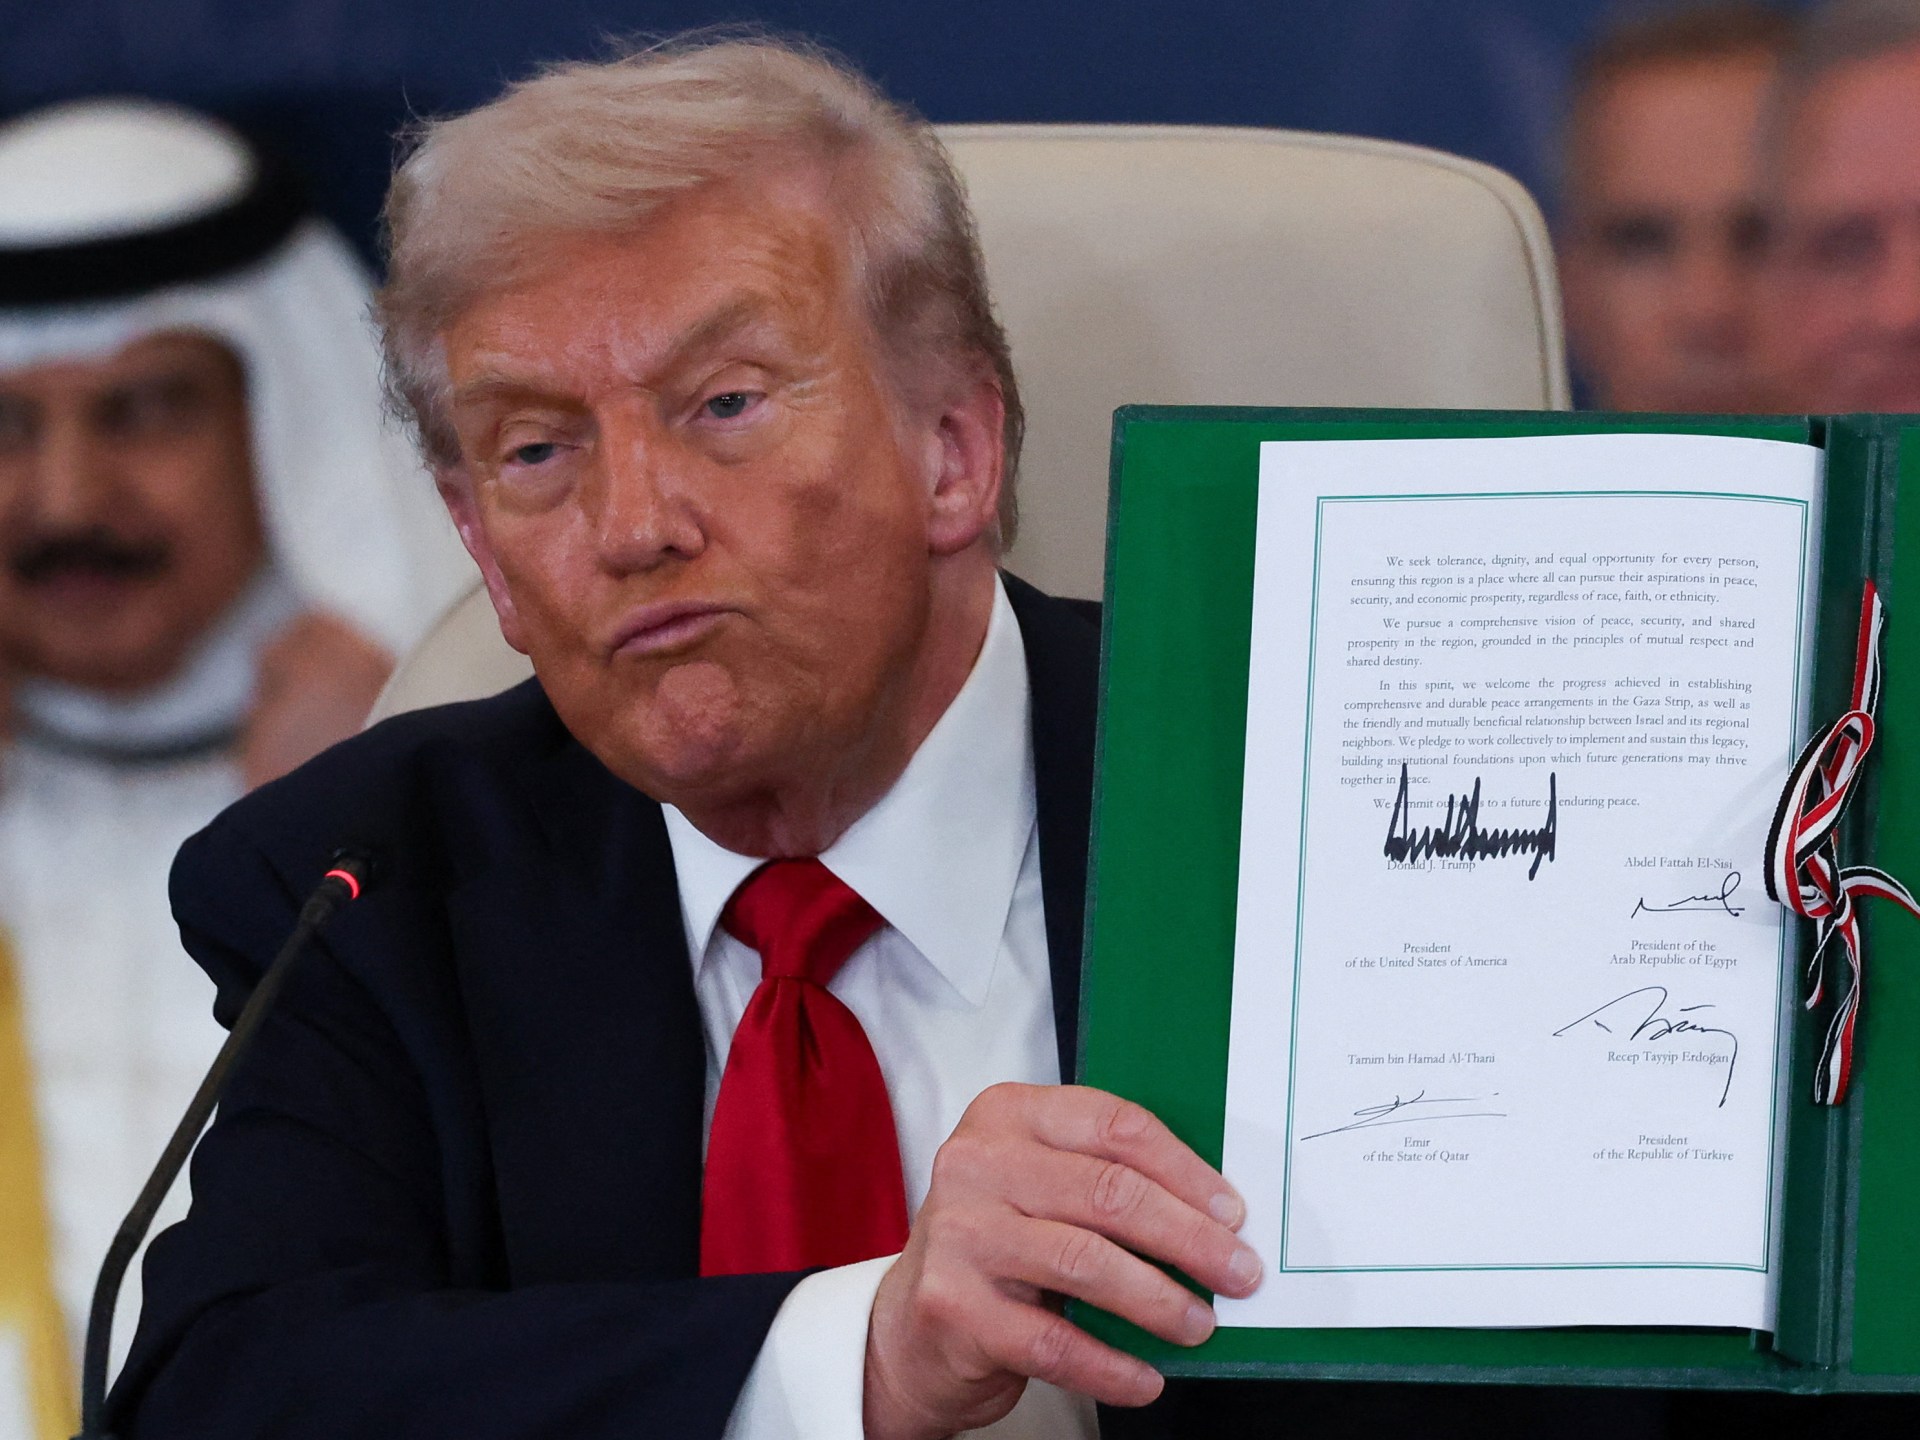 We seek tolerance, dignity, and equal opportunity for every person,
ensuring this region is a place where all can pursue their aspirations in peace,
security, and economic prosperity, regardless of race, faith, or ethnicity.
We pursue a comprehensive vision of peace, security, and shared
prosperity in the region, grounded in the principles of mutual respect and
shared destiny.
In this spirit, we welcome the progress achieved in establishing
comprehensive and durable peace arrangements in the Gaza Strip, as well as
the friendly and mutually beneficial relationship between Israel and its regional
neighbors. We pledge to work collectively to implement and sustain this legacy,
building institutional foundations upon which future generations may thrive
together in peace.
We commit ourselves to a future of enduring peace.
Donald J. Trump
Abdel Fattah El-Sisi
President
of the United States of America
President of the
Arab Republic of Egypt
Tamim bin Hamad Al-Thani
Recep Tayyip Erdoğan
Emir
of the State of Qatar
President
of the Republic of Türkiye